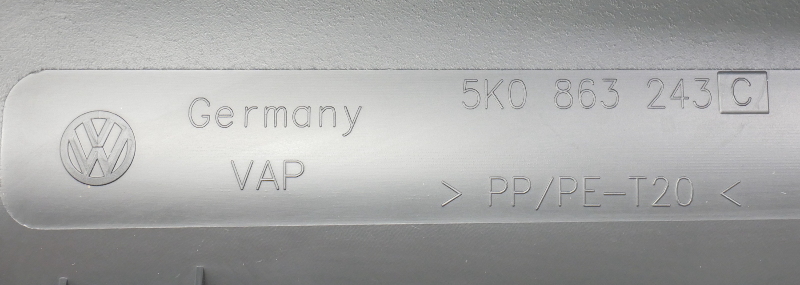 Germany
VAP
5K0 863 243 C
> PP/PE-T20 <